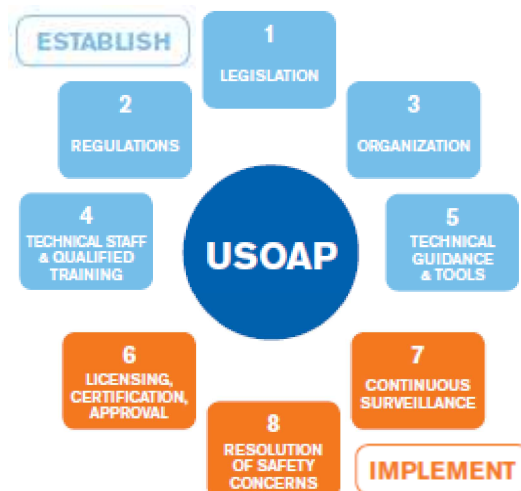 ESTABLISH
1
LEGISLATION
2
REGULATIONS
3
ORGANIZATION
4
TECHNICAL STAFF
& QUALIFIED
TRAINING
USOAP
5
TECHNICAL
GUIDANCE
& TOOLS
6
LICENSING,
CERTIFICATION,
APPROVAL
7
CONTINUOUS
SURVEILLANCE
8
RESOLUTION
OF SAFETY
CONCERNS
IMPLEMENT